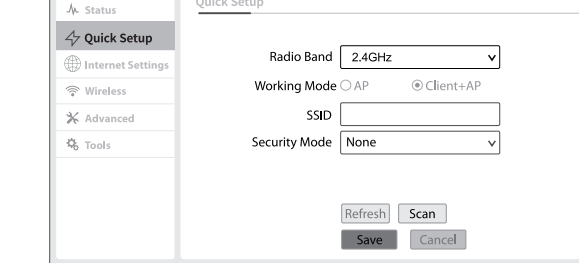 Status
Quick Setup
Internet Settings
Wireless
Advanced
Tools
Quick Setup
Radio Band 2.4GHz
Working Mode AP Client+AP
SSID
Security Mode None
Refresh Scan
Save Cancel